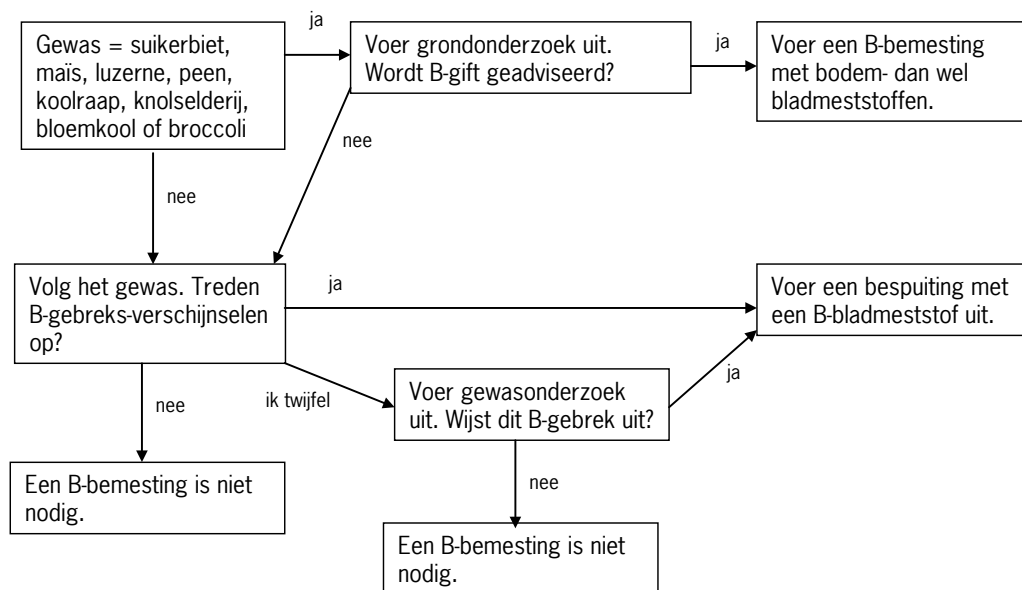 ja
Gewas = suikerbiet,
maïs, luzerne, peen,
koolraap, knolselderij,
bloemkool of broccoli
Voer grondonderzoek uit.
Wordt B-gift geadviseerd?
ja
Voer een B-bemesting
met bodem- dan wel
bladmeststoffen.
nee
nee
Volg het gewas. Treden
B-gebreks-verschijnselen
op?
ja
Voer een bespuiting met
een B-bladmeststof uit.
nee
ik twijfel
Voer gewasonderzoek
uit. Wijst dit B-gebrek uit?
ja
Een B-bemesting is niet
nodig.
nee
Een B-bemesting is niet
nodig.